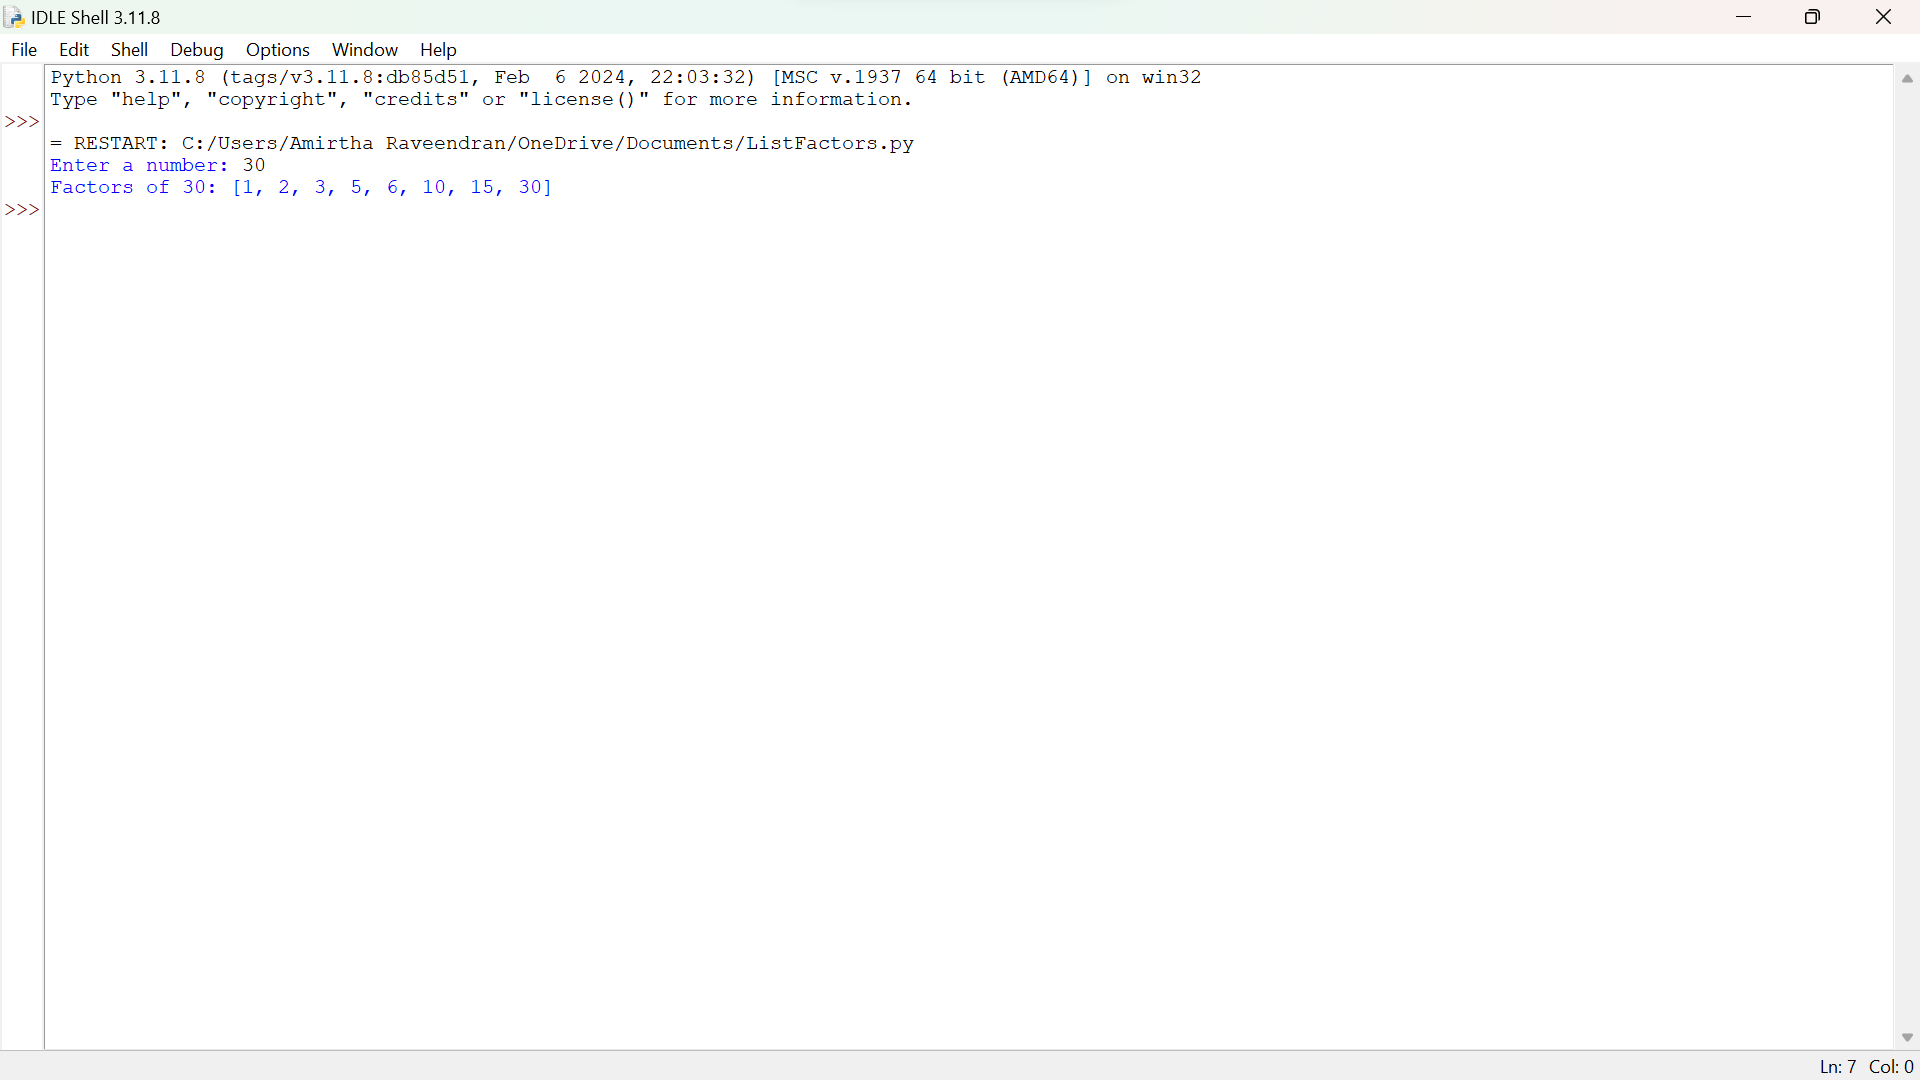 IDLE Shell 3.11.8
File Edit Shell Debug Options Window Help
Python 3.11.8 (tags/v3.11.8:db85d51, Feb  6 2024, 22:03:32) [MSC v.1937 64 bit (AMD64)] on win32
Type "help", "copyright", "credits" or "license()" for more information.
>>>
= RESTART: C:/Users/Amirtha Raveendran/OneDrive/Documents/ListFactors.py
Enter a number: 30
Factors of 30: [1, 2, 3, 5, 6, 10, 15, 30]
>>>
Ln: 7 Col: 0